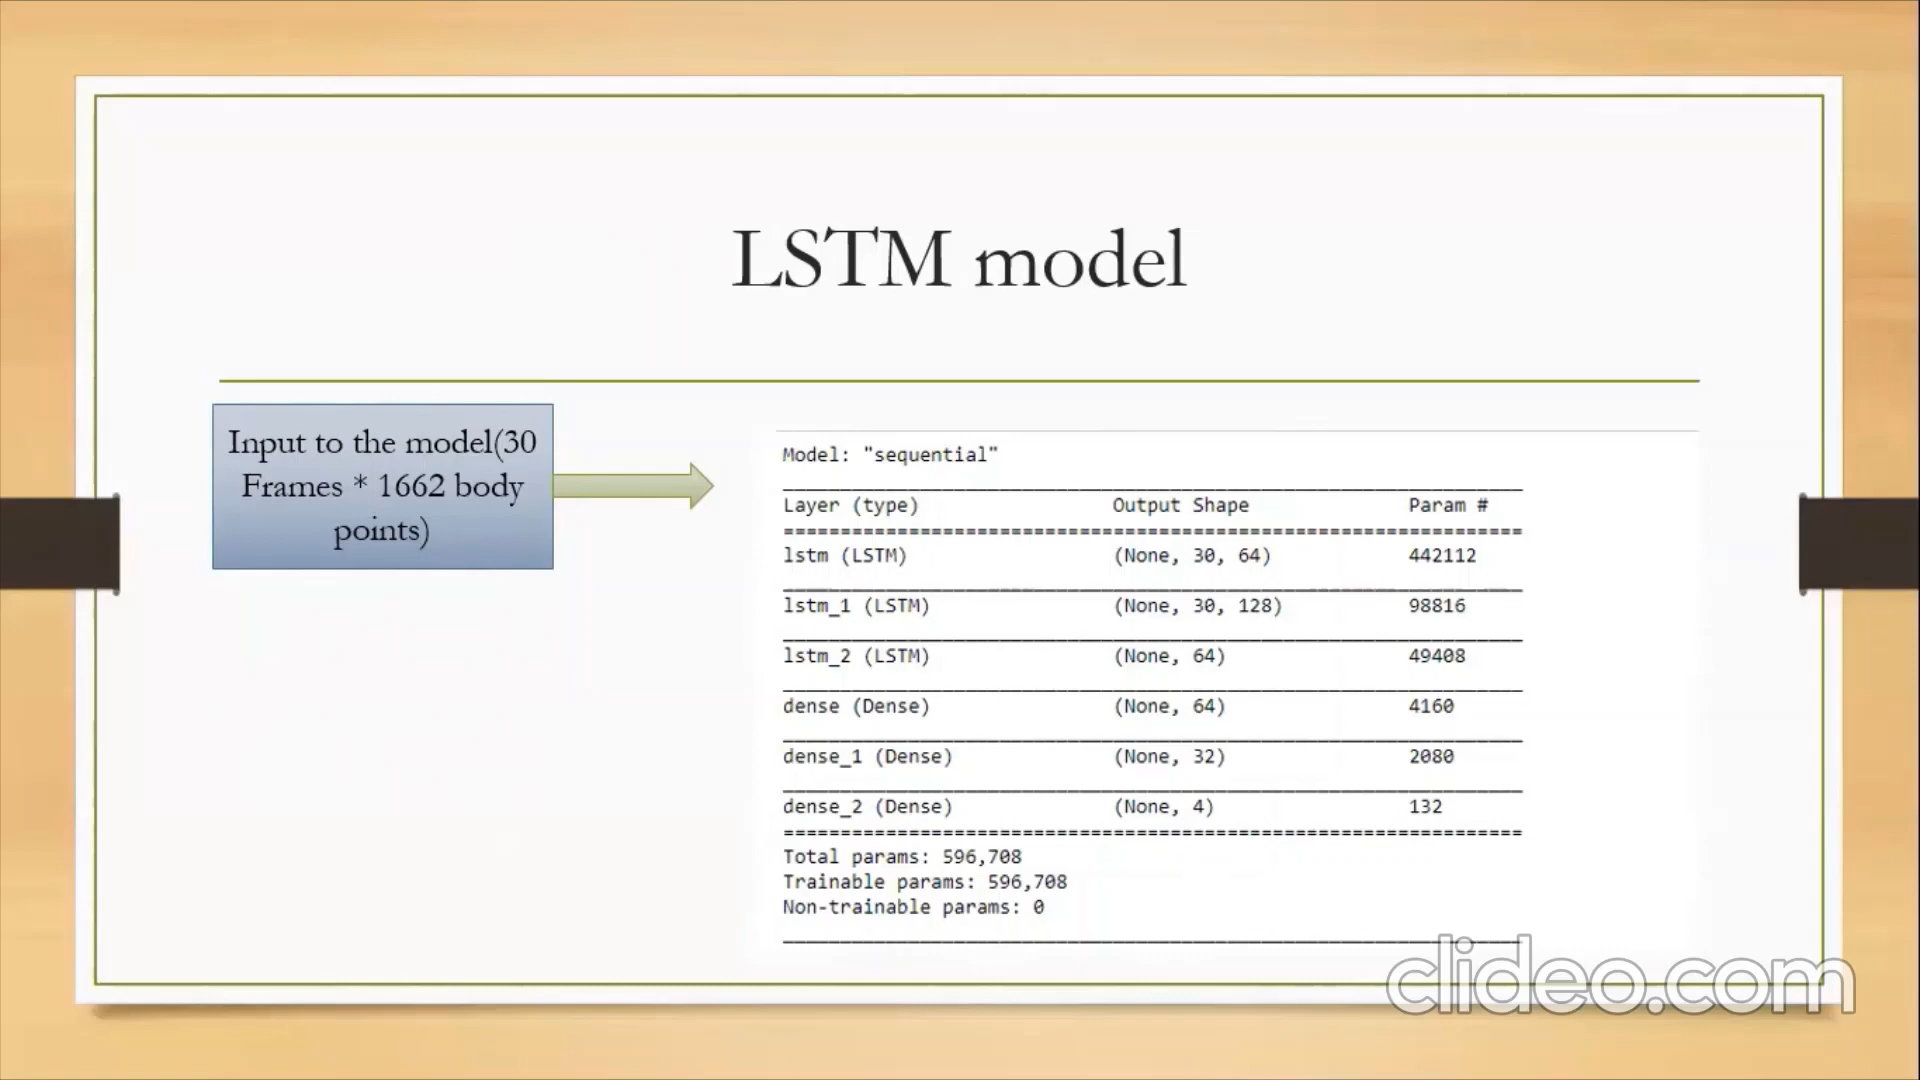 LSTM model
Input to the model(30
Frames * 1662 body
points)
Model: "sequential"
Layer (type) Output Shape Param #
lstm (LSTM) (None, 30, 64) 442112
lstm_1 (LSTM) (None, 30, 128) 98816
lstm_2 (LSTM) (None, 64) 49408
dense (Dense) (None, 64) 4160
dense_1 (Dense) (None, 32) 2080
dense_2 (Dense) (None, 4) 132
Total params: 596,708
Trainable params: 596,708
Non-trainable params: 0
clideo.com